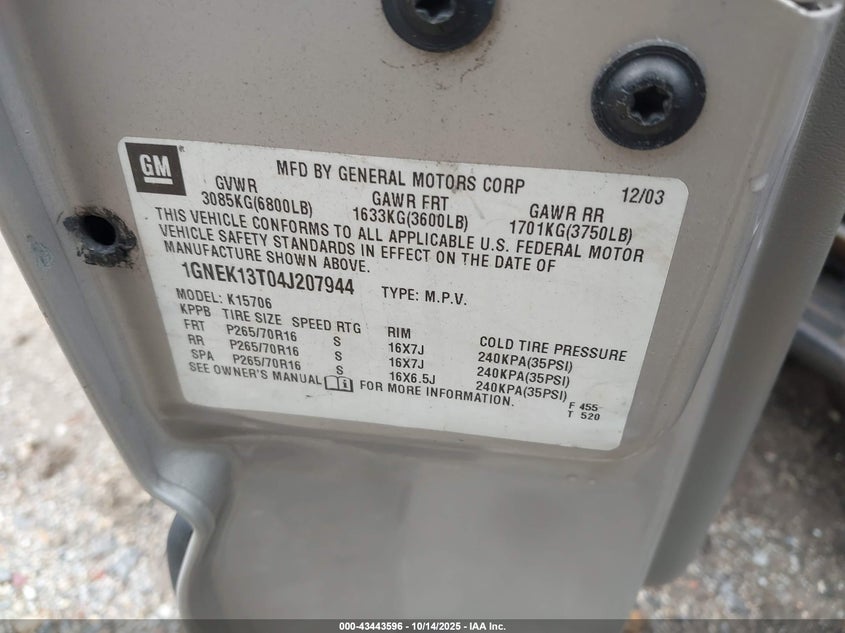 GM
MFD BY GENERAL MOTORS CORP
12/03
GVWR GAWR FRT GAWR RR
3085KG(6800LB) 1633KG(3600LB) 1701KG(3750LB)
THIS VEHICLE CONFORMS TO ALL APPLICABLE U.S. FEDERAL MOTOR
VEHICLE SAFETY STANDARDS IN EFFECT ON THE DATE OF
MANUFACTURE SHOWN ABOVE.
1GNEK13T04J207944 TYPE: M.P.V.
MODEL: K15706
KPPB TIRE SIZE SPEED RTG RIM COLD TIRE PRESSURE
FRT P265/70R16 S 16X7J 240KPA(35PSI)
RR P265/70R16 S 16X7J 240KPA(35PSI)
SPA P265/70R16 S 16X6.5J 240KPA(35PSI)
SEE OWNER'S MANUAL i FOR MORE INFORMATION.
F 455
T 520
000-43443596 | 10/14/2025 - IAA Inc.